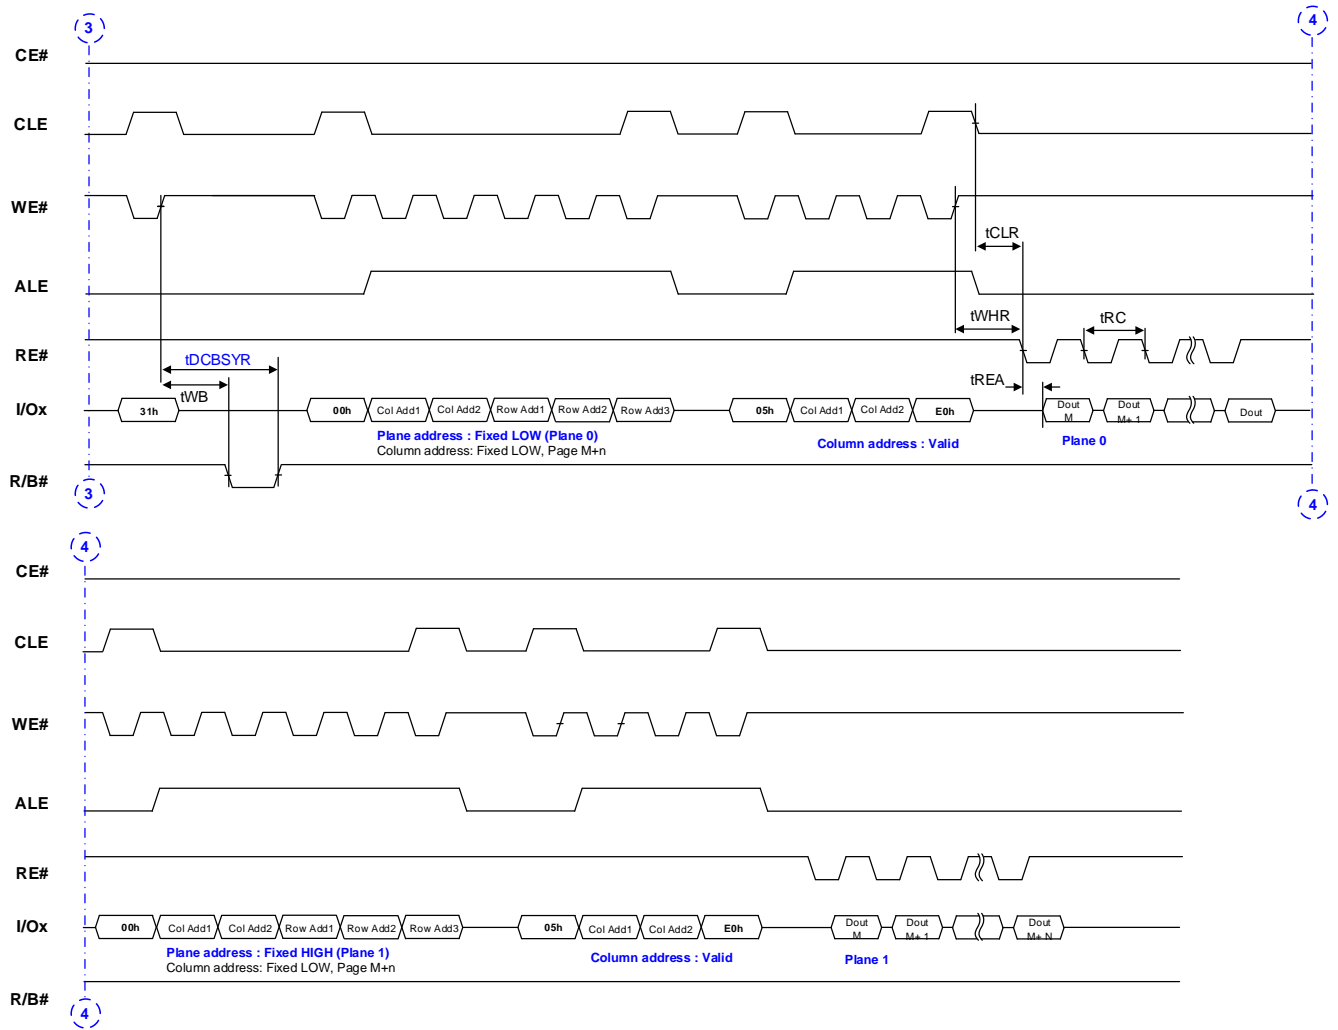 3 4
CE#
CLE
WE#
tCLR
ALE
tWHR tRC
RE#
tDCBSYR
tREA
tWB
I/Ox 31h 00h Col Add1 Col Add2 Row Add1 Row Add2 Row Add3 05h Col Add1 Col Add2 E0h Dout M Dout M+ 1 Dout
Plane address : Fixed LOW (Plane 0)
Column address: Fixed LOW, Page M+n
Column address : Valid
Plane 0
R/B#
3 4
4
CE#
CLE
WE#
ALE
RE#
I/Ox 00h Col Add1 Col Add2 Row Add1 Row Add2 Row Add3 05h Col Add1 Col Add2 E0h Dout M Dout M+ 1 Dout M+ N
Plane address : Fixed HIGH (Plane 1)
Column address: Fixed LOW, Page M+n
Column address : Valid
Plane 1
R/B#
4